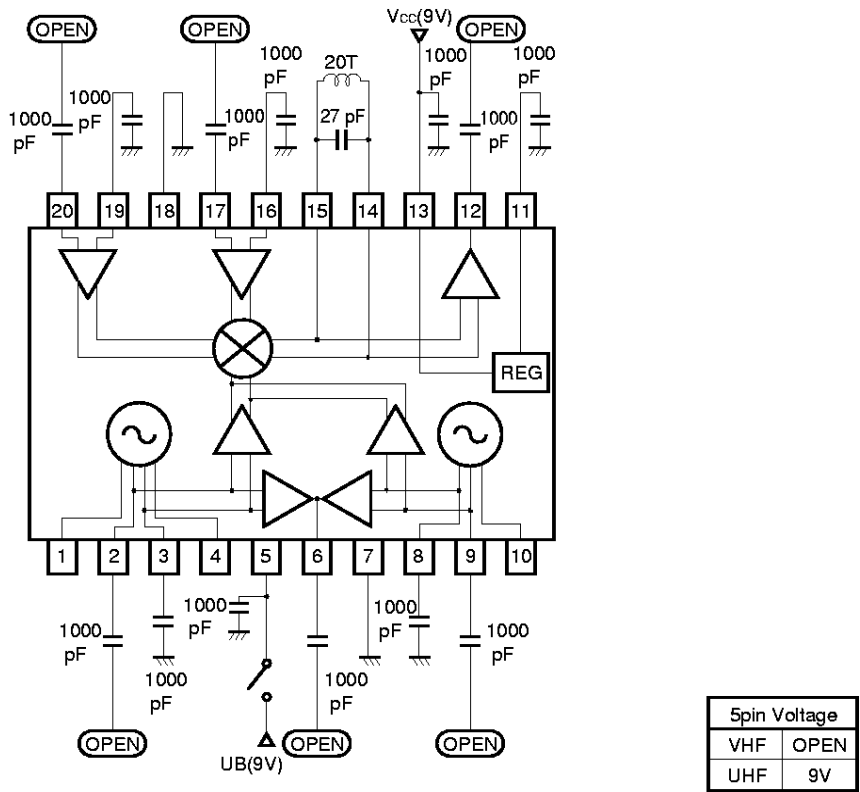 OPEN
OPEN
VCC(9V)
OPEN
1000
pF
1000
pF
1000
pF
1000
pF
20T
27 pF
1000
pF
1000
pF
1000
pF
1000
pF
1000
pF
20 19 18 17 16 15 14 13 12 11
REG
1 2 3 4 5 6 7 8 9 10
1000
pF
1000
pF
1000
pF
1000
pF
1000
pF
1000
pF
OPEN
UB(9V)
OPEN
OPEN
5pin Voltage
VHF OPEN
UHF 9V